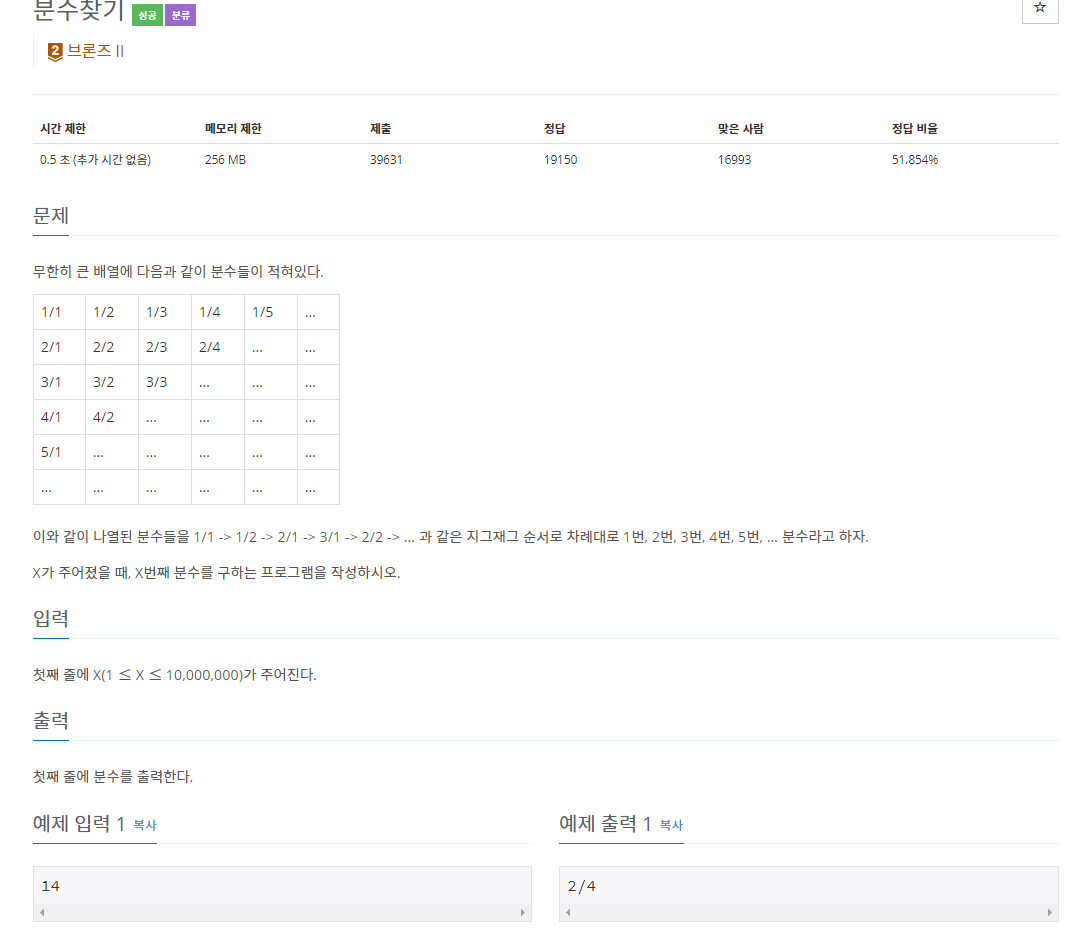 분수찾기 성공 분류
☆
2 브론즈 II
시간 제한 메모리 제한 제출 정답 맞은 사람 정답 비율
0.5 초 (추가 시간 없음) 256 MB 39631 19150 16993 51.854%
문제
무한히 큰 배열에 다음과 같이 분수들이 적혀있다.
1/1 1/2 1/3 1/4 1/5 …
2/1 2/2 2/3 2/4 … …
3/1 3/2 3/3 … … …
4/1 4/2 … … … …
5/1 … … … … …
… … … … … …
이와 같이 나열된 분수들을 1/1 -> 1/2 -> 2/1 -> 3/1 -> 2/2 -> … 과 같은 지그재그 순서로 차례대로 1번, 2번, 3번, 4번, 5번, … 분수라고 하자.
X가 주어졌을 때, X번째 분수를 구하는 프로그램을 작성하시오.
입력
첫째 줄에 X(1 ≤ X ≤ 10,000,000)가 주어진다.
출력
첫째 줄에 분수를 출력한다.
예제 입력 1 복사
14
예제 출력 1 복사
2/4